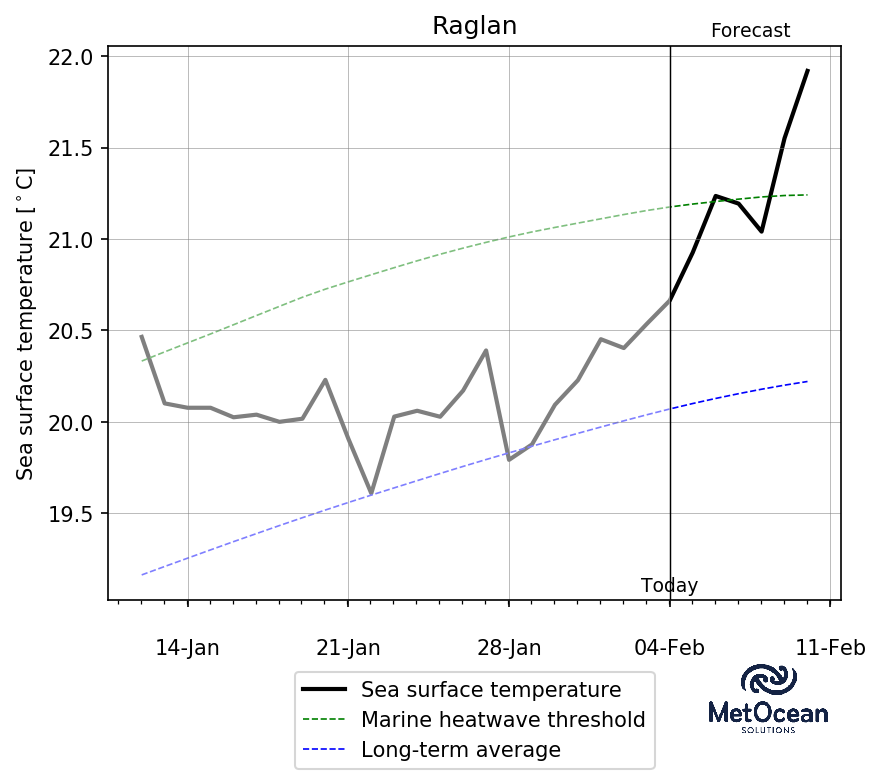 Raglan
Forecast
Sea surface temperature [°C]
22.0
21.5
21.0
20.5
20.0
19.5
Today
14-Jan
21-Jan
28-Jan
04-Feb
11-Feb
Sea surface temperature
Marine heatwave threshold
Long-term average
MetOcean
SOLUTIONS